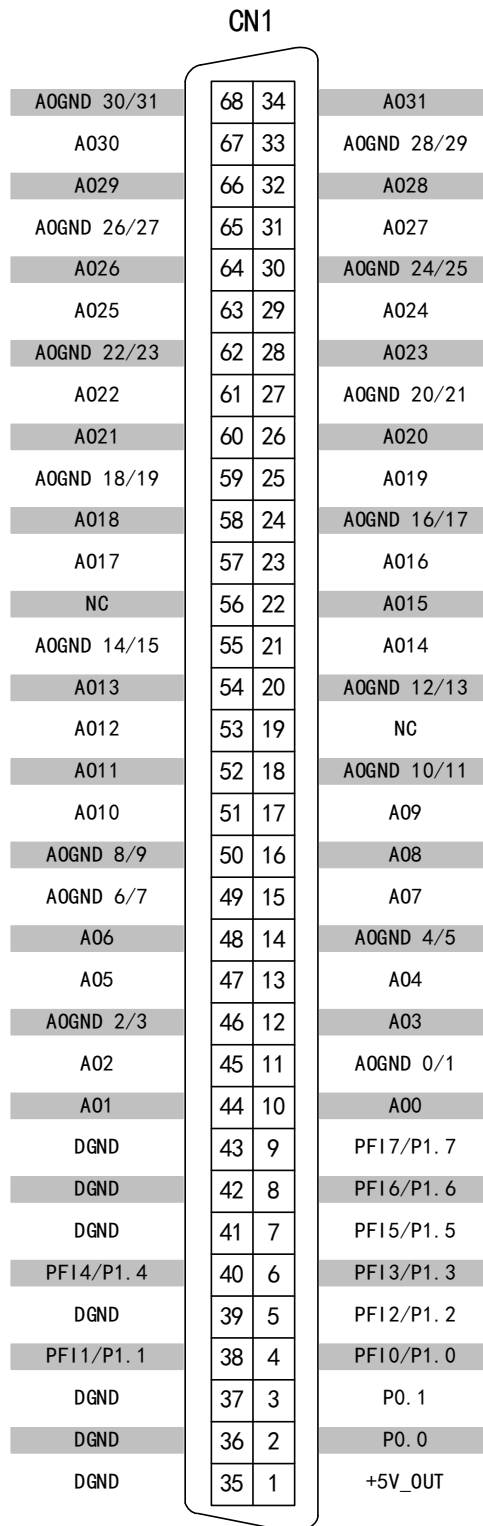 CN1
AOGND 30/31 68 34 AO31
AO30 67 33 AOGND 28/29
AO29 66 32 AO28
AOGND 26/27 65 31 AO27
AO26 64 30 AOGND 24/25
AO25 63 29 AO24
AOGND 22/23 62 28 AO23
AO22 61 27 AOGND 20/21
AO21 60 26 AO20
AOGND 18/19 59 25 AO19
AO18 58 24 AOGND 16/17
AO17 57 23 AO16
NC 56 22 AO15
AOGND 14/15 55 21 AO14
AO13 54 20 AOGND 12/13
AO12 53 19 NC
AO11 52 18 AOGND 10/11
AO10 51 17 AO9
AOGND 8/9 50 16 AO8
AOGND 6/7 49 15 AO7
AO6 48 14 AOGND 4/5
AO5 47 13 AO4
AOGND 2/3 46 12 AO3
AO2 45 11 AOGND 0/1
AO1 44 10 AO0
DGND 43 9 PFI7/P1.7
DGND 42 8 PFI6/P1.6
DGND 41 7 PFI5/P1.5
PFI4/P1.4 40 6 PFI3/P1.3
DGND 39 5 PFI2/P1.2
PFI1/P1.1 38 4 PFI0/P1.0
DGND 37 3 P0.1
DGND 36 2 P0.0
DGND 35 1 +5V_OUT